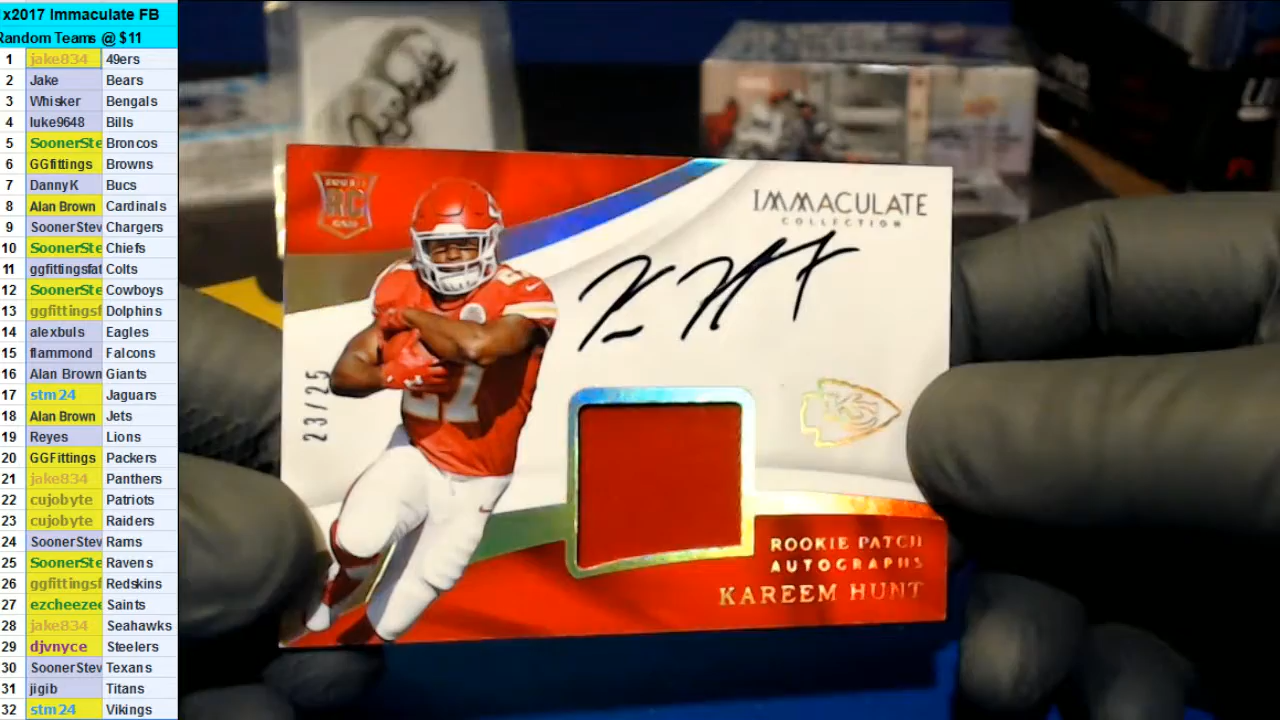 1x2017 Immaculate FB
Random Teams @ $11
1 jake834 49ers
2 Jake Bears
3 Whisker Bengals
4 luke9648 Bills
5 SoonerSte Broncos
6 GGfittings Browns
7 DannyK Bucs
8 Alan Brown Cardinals
9 SoonerStev Chargers
10 SoonerSte Chiefs
11 ggfittingsfat Colts
12 SoonerSte Cowboys
13 ggfittingsf Dolphins
14 alexbuls Eagles
15 flammond Falcons
16 Alan Brown Giants
17 stm24 Jaguars
18 Alan Brown Jets
19 Reyes Lions
20 GGFittings Packers
21 jake834 Panthers
22 cujobyte Patriots
23 cujobyte Raiders
24 SoonerStev Rams
25 SoonerSte Ravens
26 ggfittingsf Redskins
27 ezcheezee Saints
28 jake834 Seahawks
29 djvnyce Steelers
30 SoonerStev Texans
31 jigib Titans
32 stm24 Vikings
RC
IMMACULATE
COLLECTION
23/25
27
KC
ROOKIE PATCH
AUTOGRAPHS
KAREEM HUNT